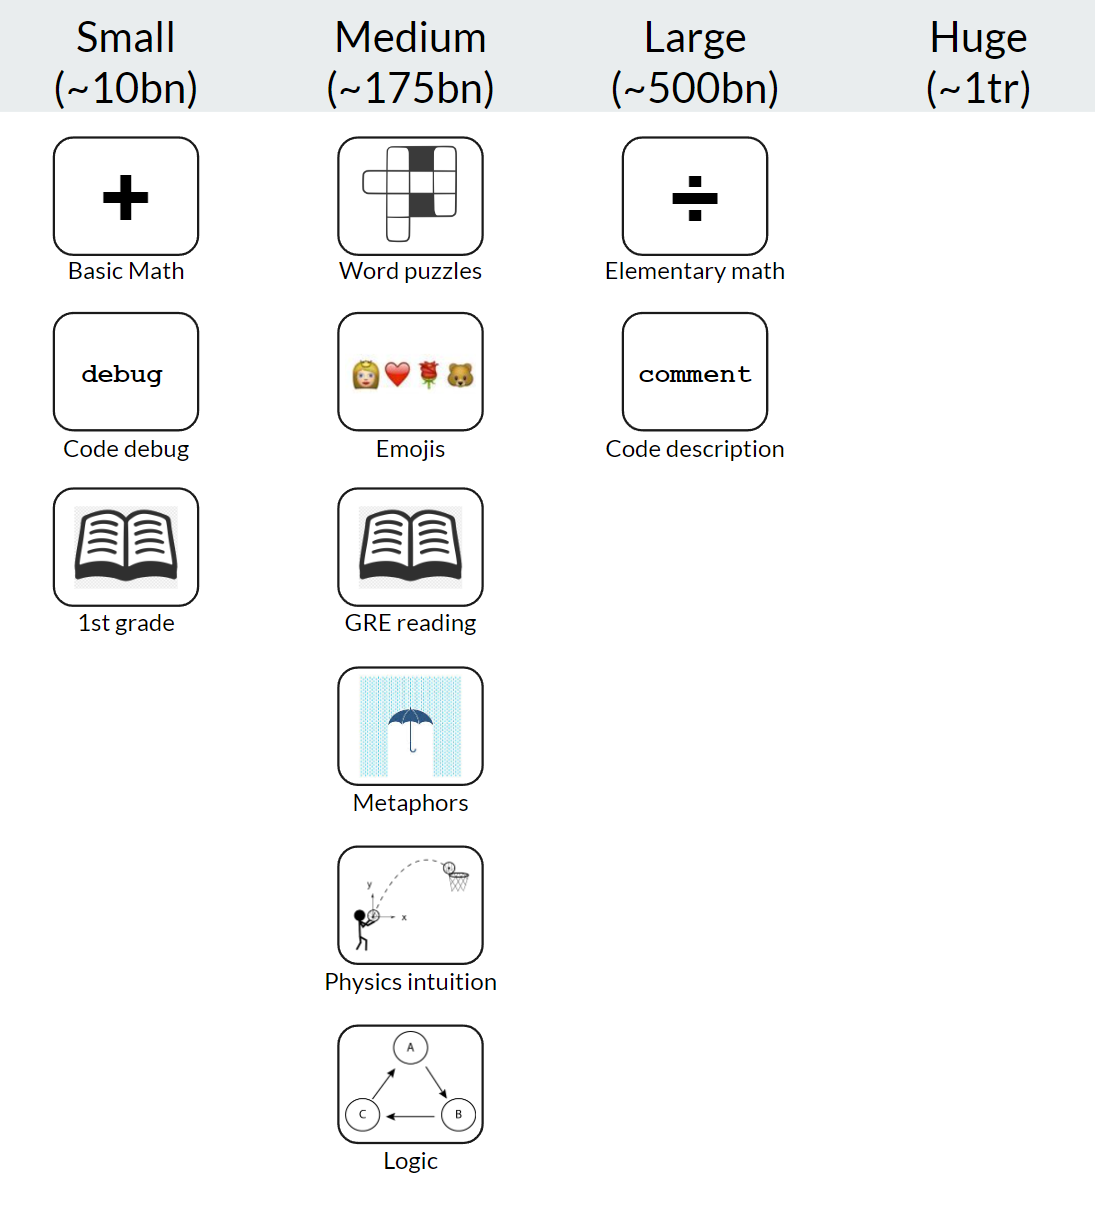 Small
(~10bn)
Medium
(~175bn)
Large
(~500bn)
Huge
(~1tr)
+
Basic Math
Word puzzles
÷
Elementary math
debug
Code debug
Emojis
comment
Code description
1st grade
GRE reading
Metaphors
y
x
Physics intuition
A
C
B
Logic